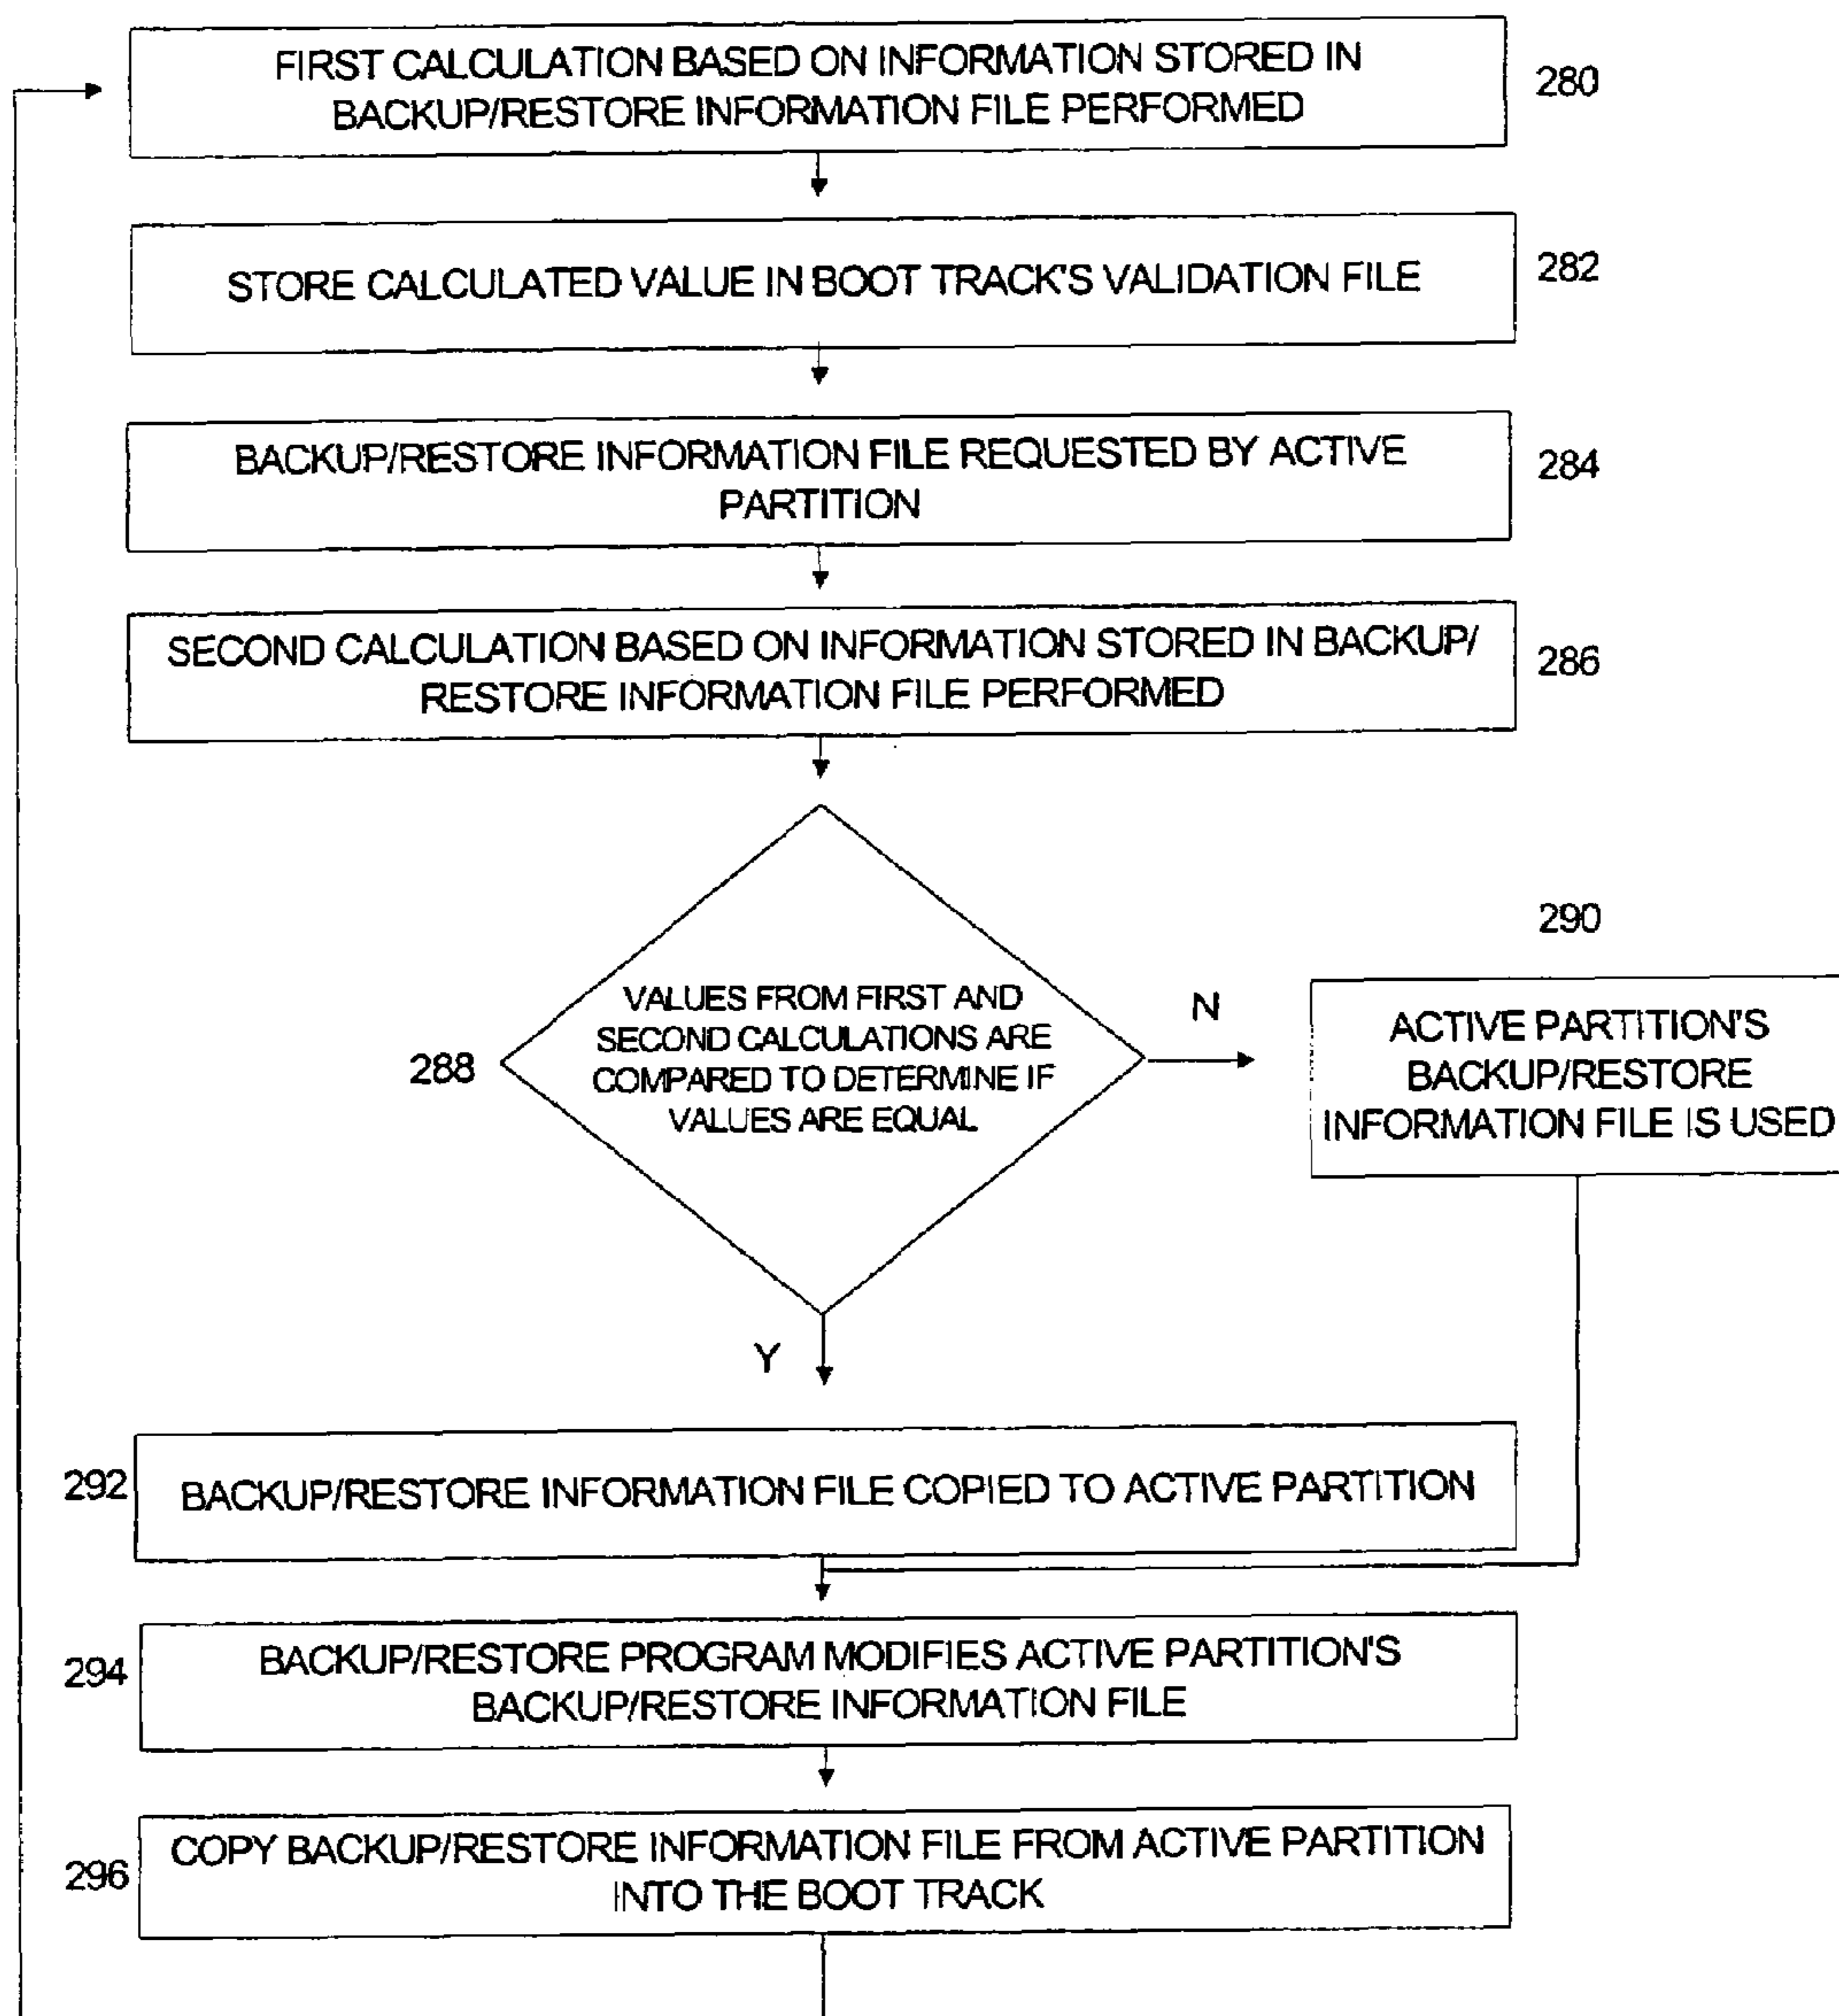 FIRST CALCULATION BASED ON INFORMATION STORED IN
BACKUP/RESTORE INFORMATION FILE PERFORMED
280
STORE CALCULATED VALUE IN BOOT TRACK'S VALIDATION FILE
282
BACKUP/RESTORE INFORMATION FILE REQUESTED BY ACTIVE
PARTITION
284
SECOND CALCULATION BASED ON INFORMATION STORED IN BACKUP/
RESTORE INFORMATION FILE PERFORMED
286
288
VALUES FROM FIRST AND
SECOND CALCULATIONS ARE
COMPARED TO DETERMINE IF
VALUES ARE EQUAL
N
290
ACTIVE PARTITION'S
BACKUP/RESTORE
INFORMATION FILE IS USED
Y
292
BACKUP/RESTORE INFORMATION FILE COPIED TO ACTIVE PARTITION
294
BACKUP/RESTORE PROGRAM MODIFIES ACTIVE PARTITION'S
BACKUP/RESTORE INFORMATION FILE
296
COPY BACKUP/RESTORE INFORMATION FILE FROM ACTIVE PARTITION
INTO THE BOOT TRACK